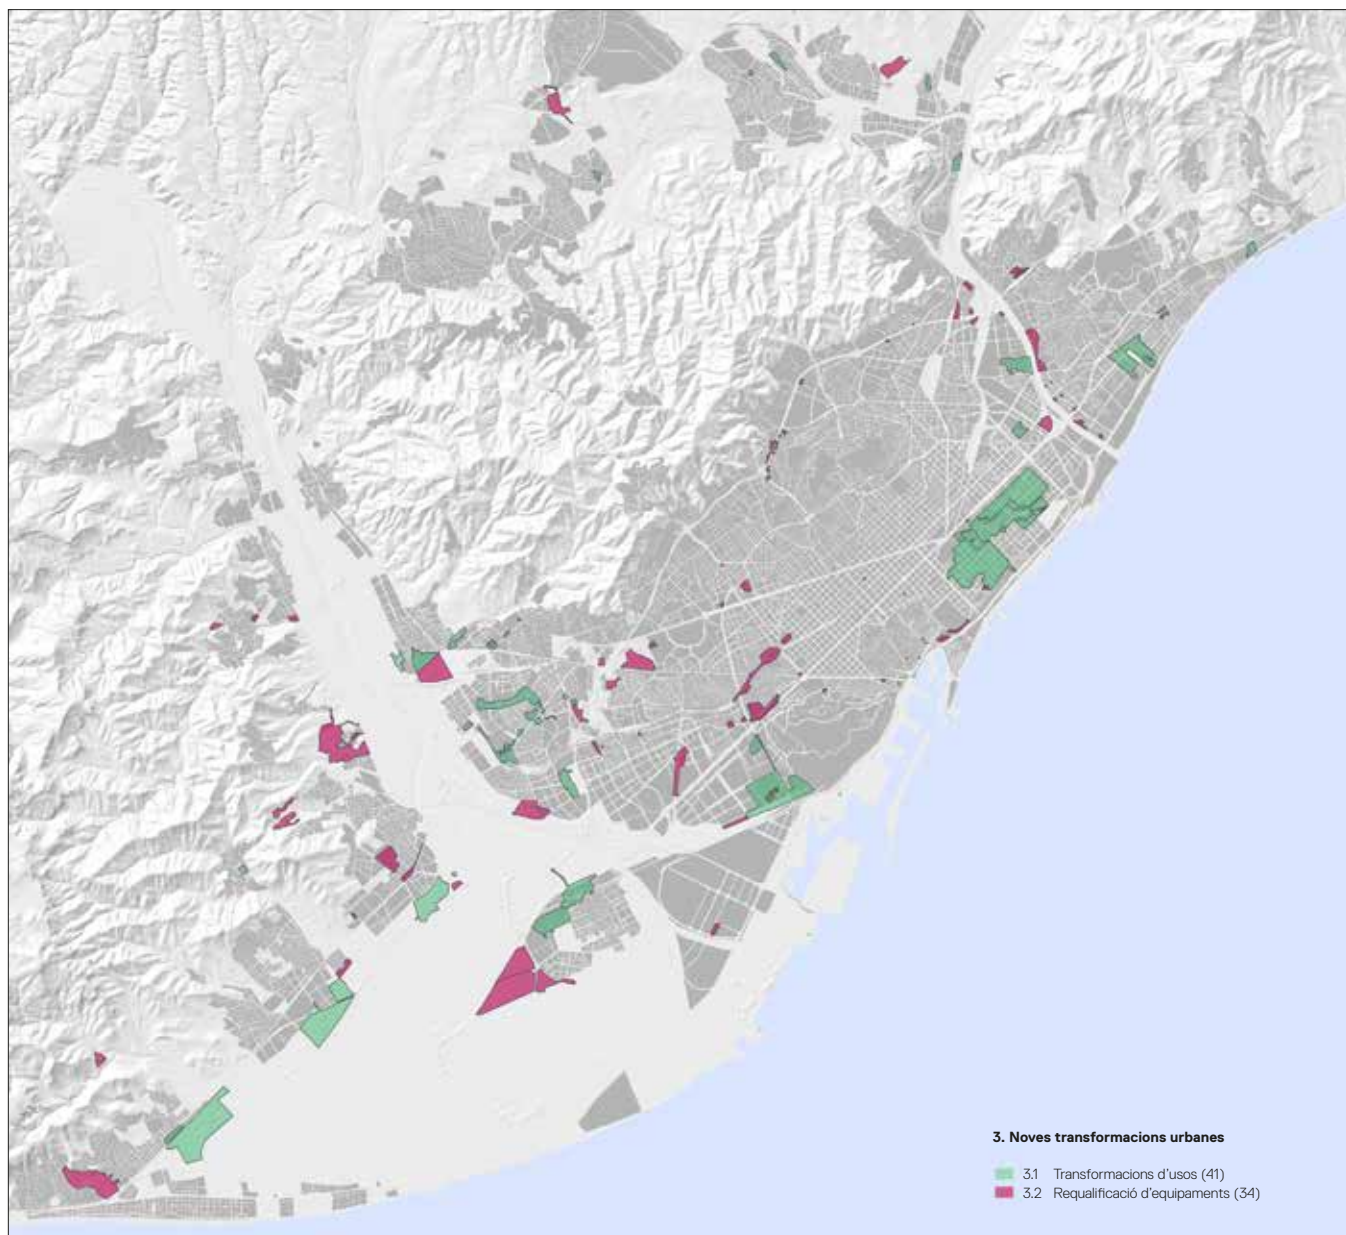 3. Noves transformacions urbanes
3.1 Transformacions d'usos (41)
3.2 Requalificació d'equipaments (34)